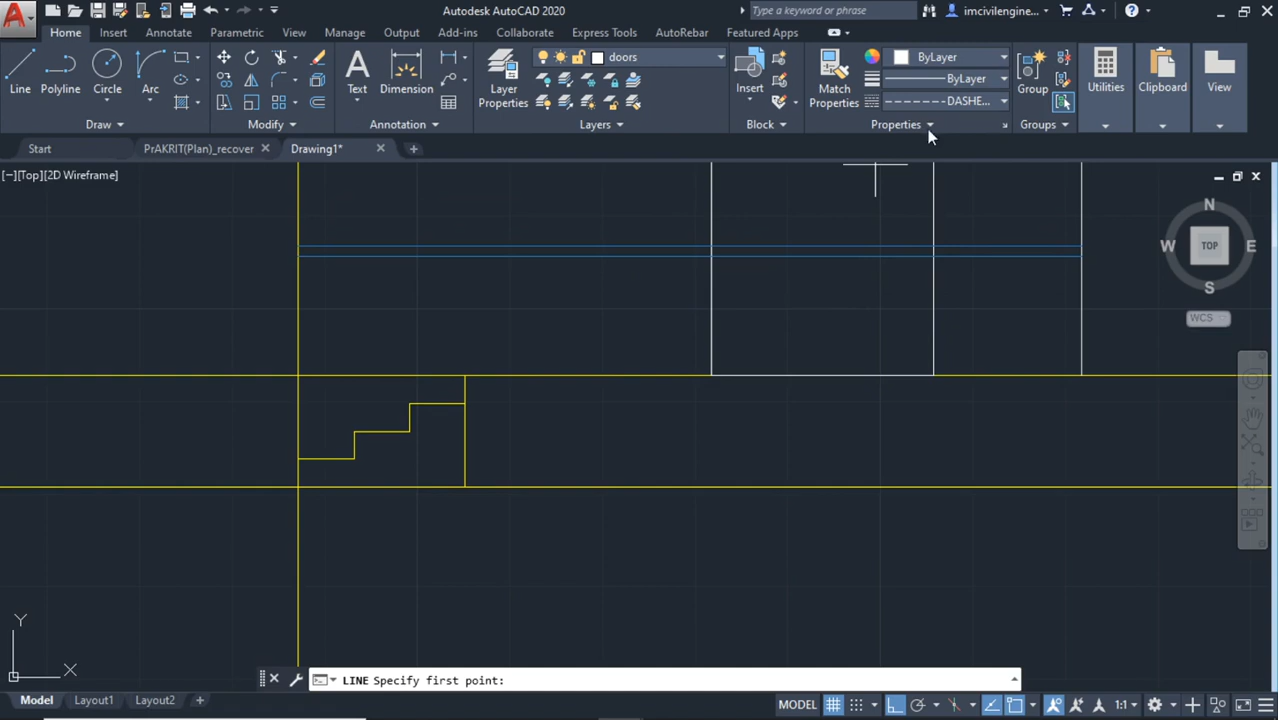 A
Autodesk AutoCAD 2020
Type a keyword or phrase
imcivilengine...
Home Insert Annotate Parametric View Manage Output Add-ins Collaborate Express Tools AutoRebar Featured Apps
Line Polyline Circle Arc
Text Dimension
Layer Properties
doors
Insert
Match Properties
ByLayer
ByLayer
DASHE...
Group
Utilities
Clipboard
View
Draw Modify Annotation Layers Block Properties Groups
Start PrAKRIT(Plan)_recover Drawing1*
[−][Top][2D Wireframe]
N
W TOP E
S
WCS
Y
X
LINE Specify first point:
Model Layout1 Layout2
MODEL 1:1